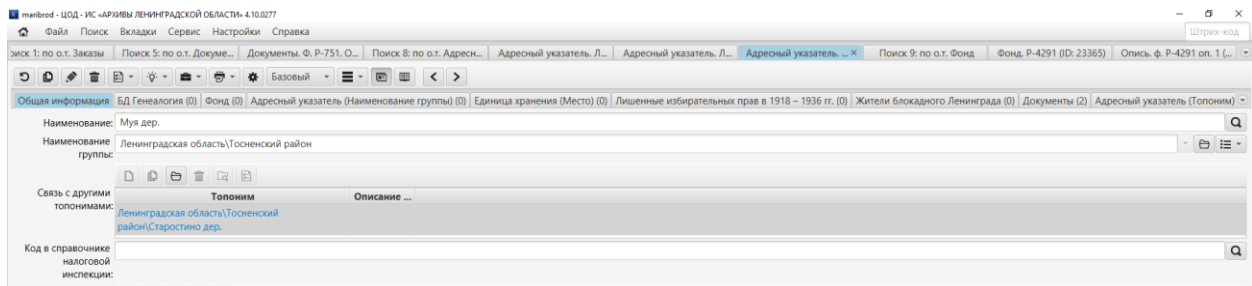 maribrod - ЦОД - ИС «АРХИВЫ ЛЕНИНГРАДСКОЙ ОБЛАСТИ» 4.10.0277
Файл Поиск Вкладки Сервис Настройки Справка
Штрих-код
оиск 1: по о.т. Заказы Поиск 5: по о.т. Докуме... Документы. Ф. Р-751. О... Поиск 8: по о.т. Адресн... Адресный указатель. Л... Адресный указатель. Л... Адресный указатель. ... × Поиск 9: по о.т. Фонд Фонд. Р-4291 (ID: 23365) Опись. ф. Р-4291 оп. 1 (...
Базовый
Общая информация БД Генеалогия (0) Фонд (0) Адресный указатель (Наименование группы) (0) Единица хранения (Место) (0) Лишенные избирательных прав в 1918 – 1936 гг. (0) Жители блокадного Ленинграда (0) Документы (2) Адресный указатель (Топоним)
Наименование: Муя дер.
Наименование группы: Ленинградская область\Тосненский район
Связь с другими топонимами:
Топоним Описание ...
Ленинградская область\Тосненский
район\Старостино дер.
Код в справочнике
налоговой
инспекции: